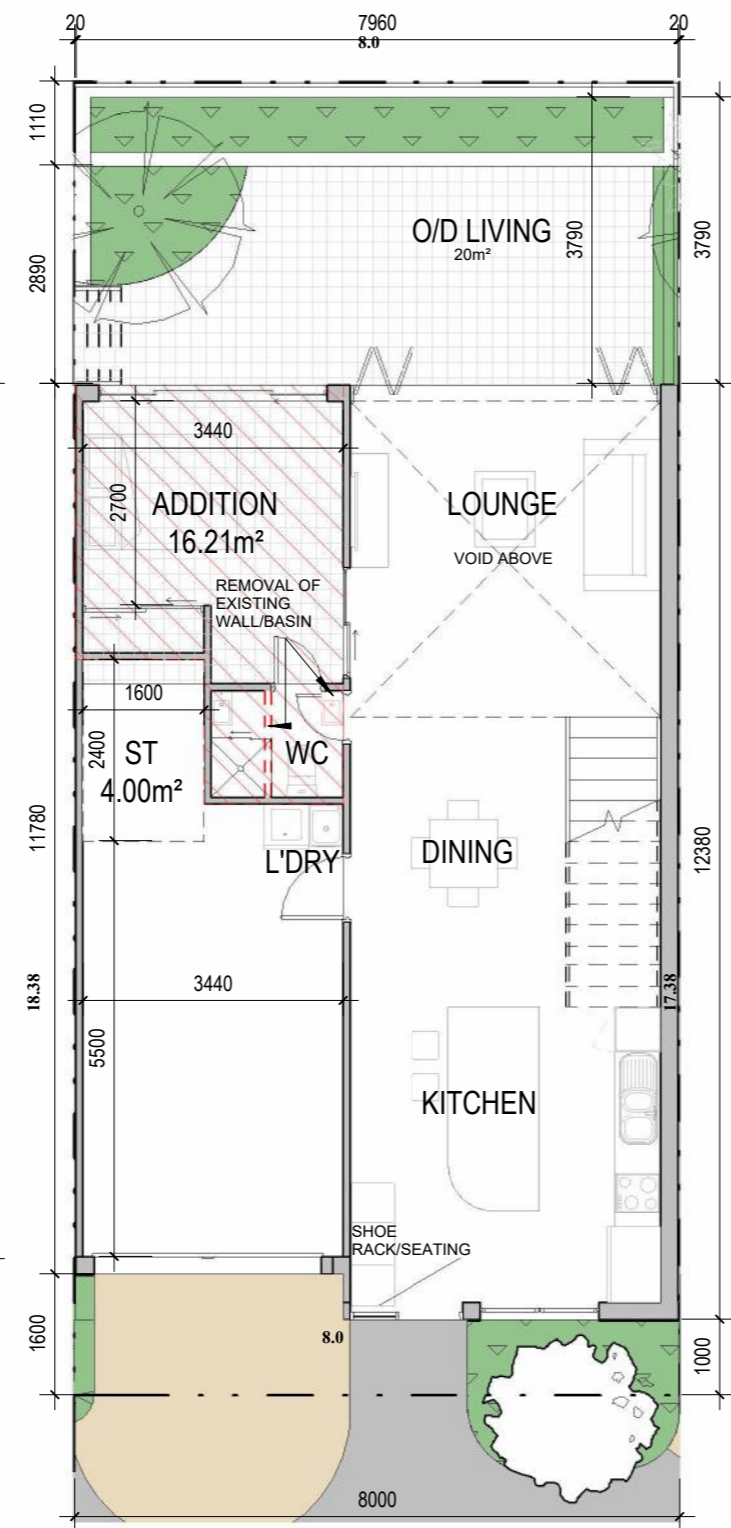 20
7960
20
8.0
1110
2890
O/D LIVING
20m²
3790
3790
3440
2700
ADDITION
16.21m²
LOUNGE
VOID ABOVE
REMOVAL OF
EXISTING
WALL/BASIN
1600
2400
ST
4.00m²
WC
L'DRY
DINING
11780
12380
18.38
17.38
3440
5500
KITCHEN
SHOE
RACK/SEATING
1600
8.0
1000
8000